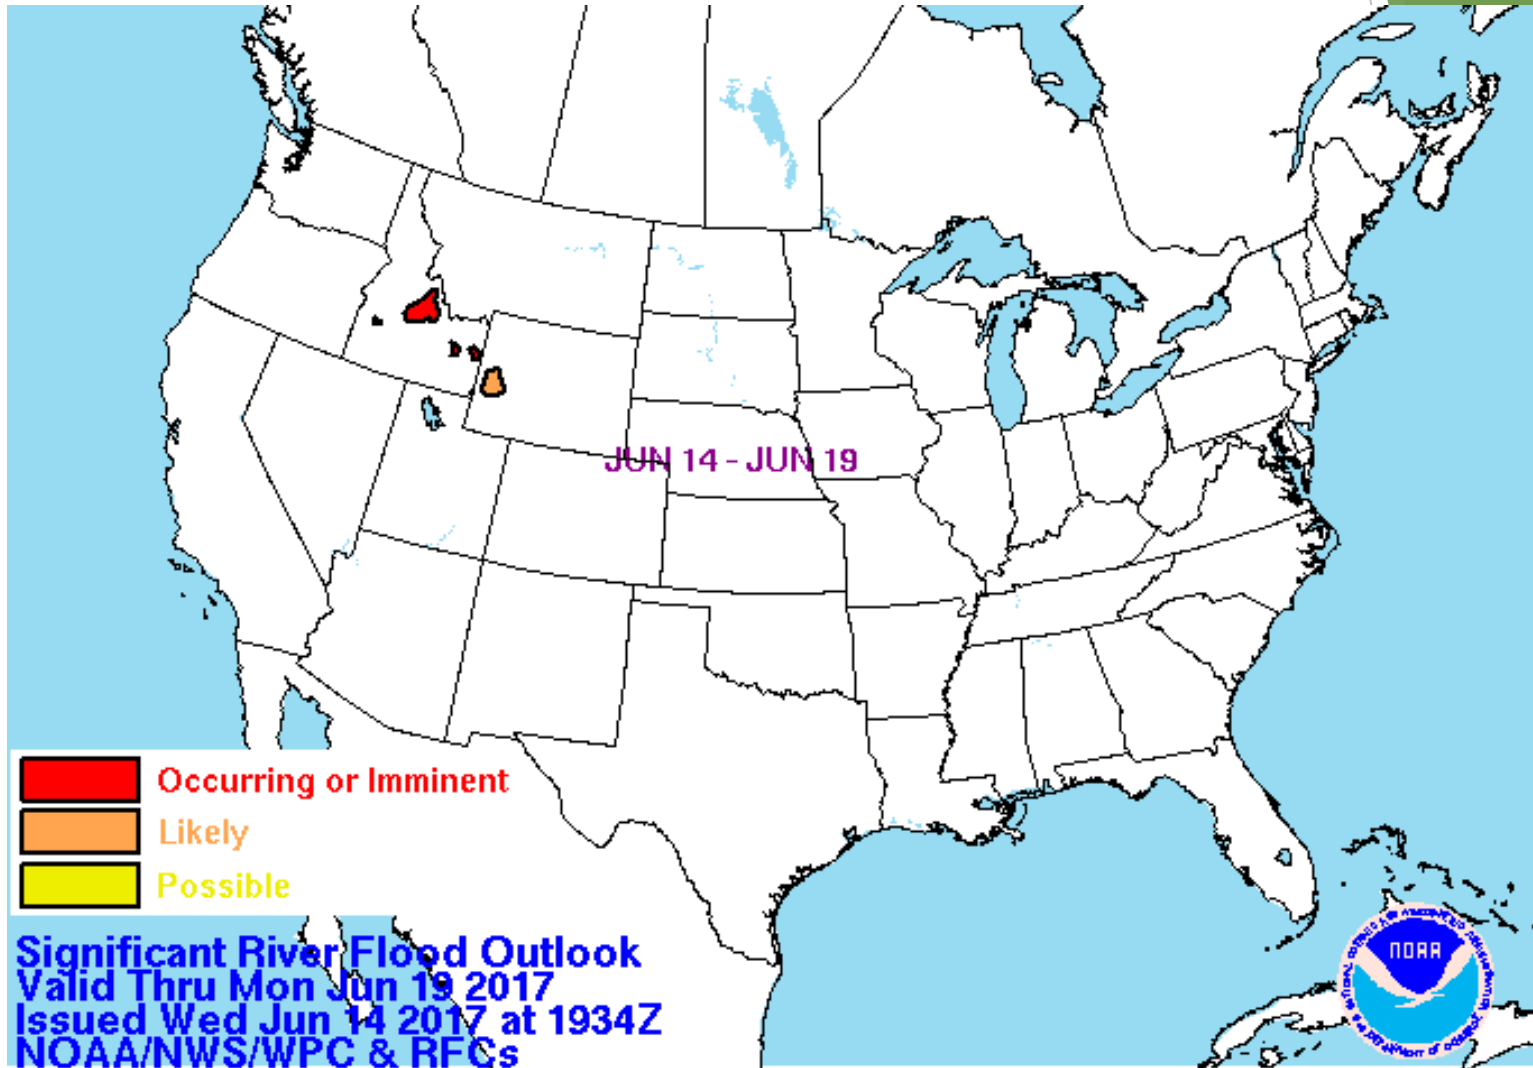 JUN 14 - JUN 19
Occurring or Imminent
Likely
Possible
Significant River Flood Outlook
Valid Thru Mon Jun 19 2017
Issued Wed Jun 14 2017 at 1934Z
NOAA/NWS/WPC & RFCs
NOAA